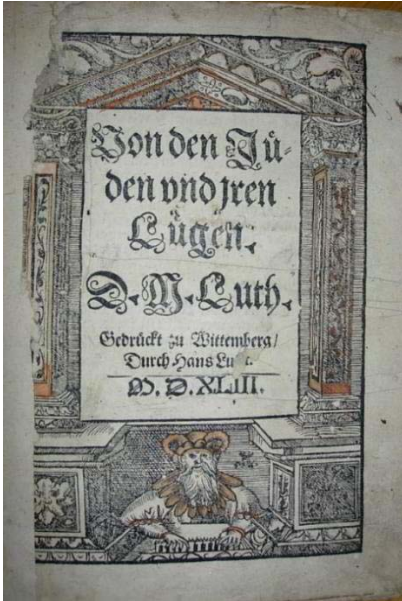 Von den Jü-
den vnd jren
Lügen.
D. M. Luth.
Gedrückt zu Wittemberg/
Durch Hans
M. D. XLIII.